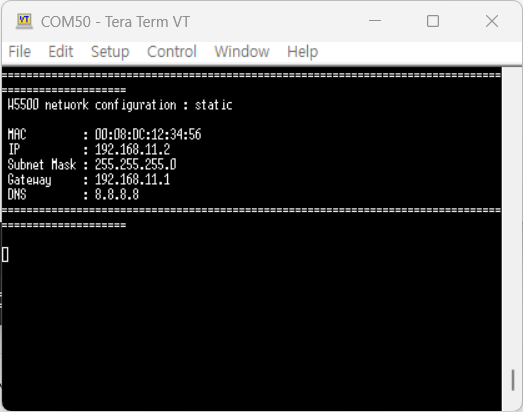 COM50 - Tera Term VT
File Edit Setup Control Window Help
================================================================================
====================
W5500 network configuration : static
MAC : 00:08:DC:12:34:56
IP : 192.168.11.2
Subnet Mask : 255.255.255.0
Gateway : 192.168.11.1
DNS : 8.8.8.8
================================================================================
====================